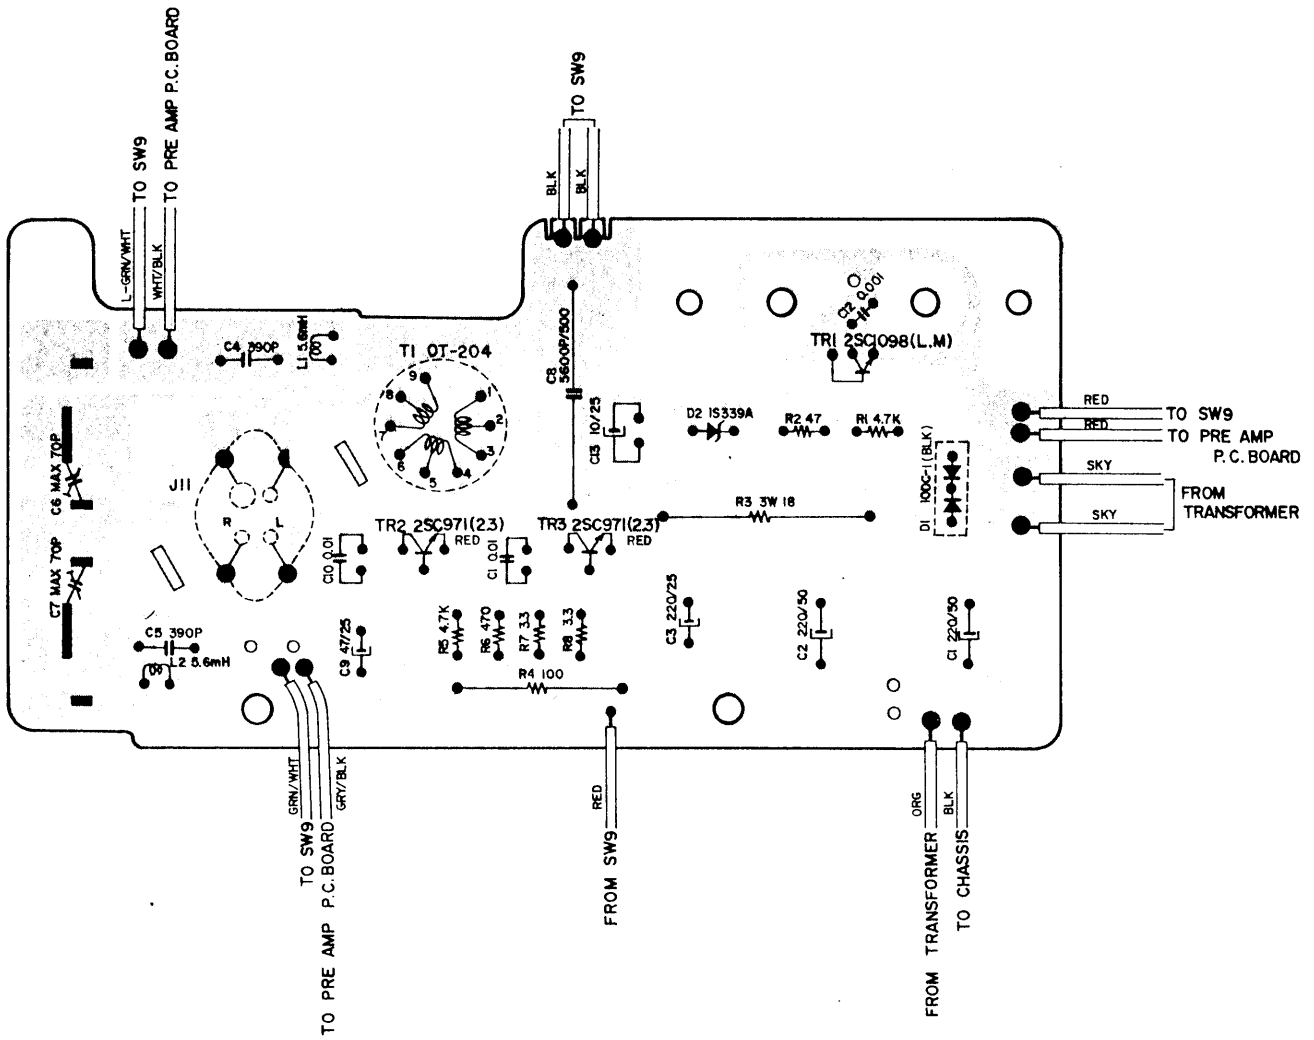 TO SW9
TO PRE AMP P.C.BOARD
L-GRN/WHT
WHT/BLK
TO SW9
BLK
BLK
C4 390P
L1 5.6mH
T1 OT-204
9
8
7
6
5
4
3
2
1
C8
5600P/500
C13 10/25
D2 IS339A
R2 47
R1 4.7K
C12 0.001
TR1 2SC1098(L.M)
RED
TO SW9
RED
TO PRE AMP
P.C.BOARD
SKY
FROM
TRANSFORMER
SKY
D1 10DC-1(BLK)
C6 MAX 70P
C7 MAX 70P
J11
R
L
TR2 2SC971(2.3)
RED
TR3 2SC971(2.3)
RED
R3 3W 18
C10 0.01
C1 0.01
C5 390P
L2 5.6mH
C9 47/25
R5 4.7K
R6 470
R7 3.3
R8 3.3
R4 100
C3 220/25
C2 220/50
C1 220/50
GRN/WHT
GRY/BLK
TO SW9
TO PRE AMP P.C.BOARD
RED
FROM SW9
ORG
BLK
FROM TRANSFORMER
TO CHASSIS